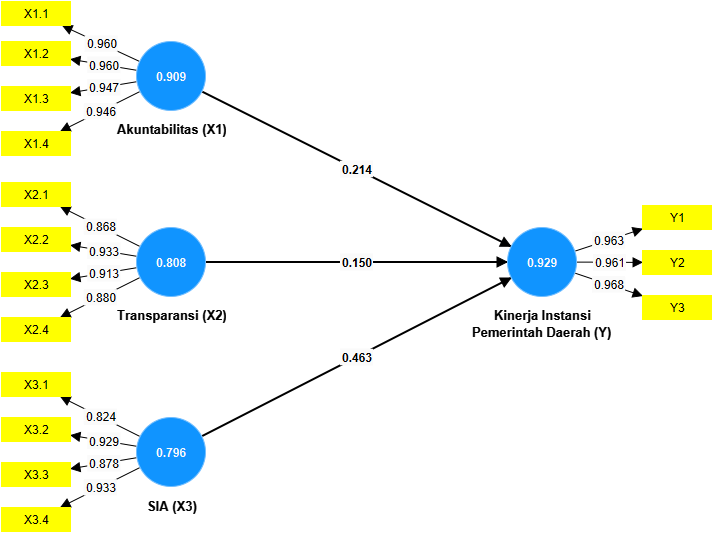 X1.1
0.960
X1.2
0.960
X1.3
0.947
X1.4
0.946
0.909
Akuntabilitas (X1)
0.214
X2.1
0.868
X2.2
0.933
X2.3
0.913
X2.4
0.880
0.808
Transparansi (X2)
0.150
X3.1
0.824
X3.2
0.929
X3.3
0.878
X3.4
0.933
0.796
SIA (X3)
0.463
0.929
Kinerja Instansi
Pemerintah Daerah (Y)
0.963
Y1
0.961
Y2
0.968
Y3